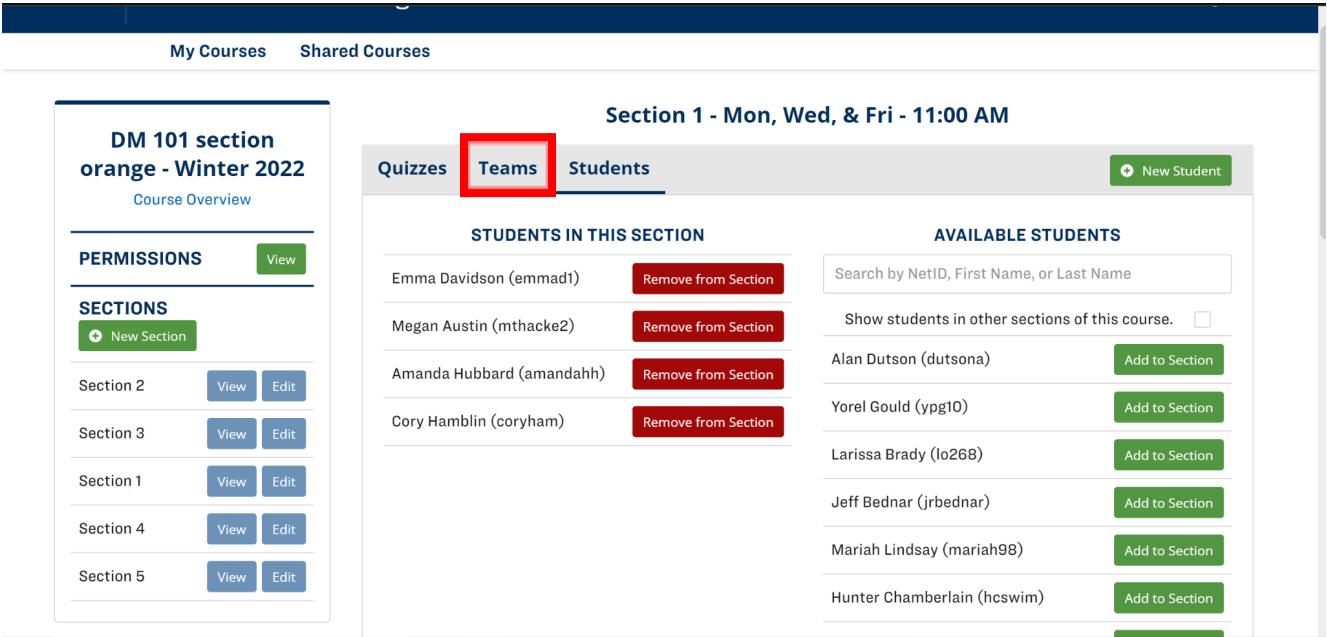 My Courses Shared Courses
DM 101 section
orange - Winter 2022
Course Overview
PERMISSIONS View
SECTIONS
New Section
Section 2 View Edit
Section 3 View Edit
Section 1 View Edit
Section 4 View Edit
Section 5 View Edit
Section 1 - Mon, Wed, & Fri - 11:00 AM
Quizzes Teams Students New Student
STUDENTS IN THIS SECTION
Emma Davidson (emmad1) Remove from Section
Megan Austin (mthacke2) Remove from Section
Amanda Hubbard (amandahh) Remove from Section
Cory Hamblin (coryham) Remove from Section
AVAILABLE STUDENTS
Search by NetID, First Name, or Last Name
Show students in other sections of this course.
Alan Dutson (dutsona) Add to Section
Yorel Gould (ypg10) Add to Section
Larissa Brady (lo268) Add to Section
Jeff Bednar (jrbednar) Add to Section
Mariah Lindsay (mariah98) Add to Section
Hunter Chamberlain (hcswim) Add to Section